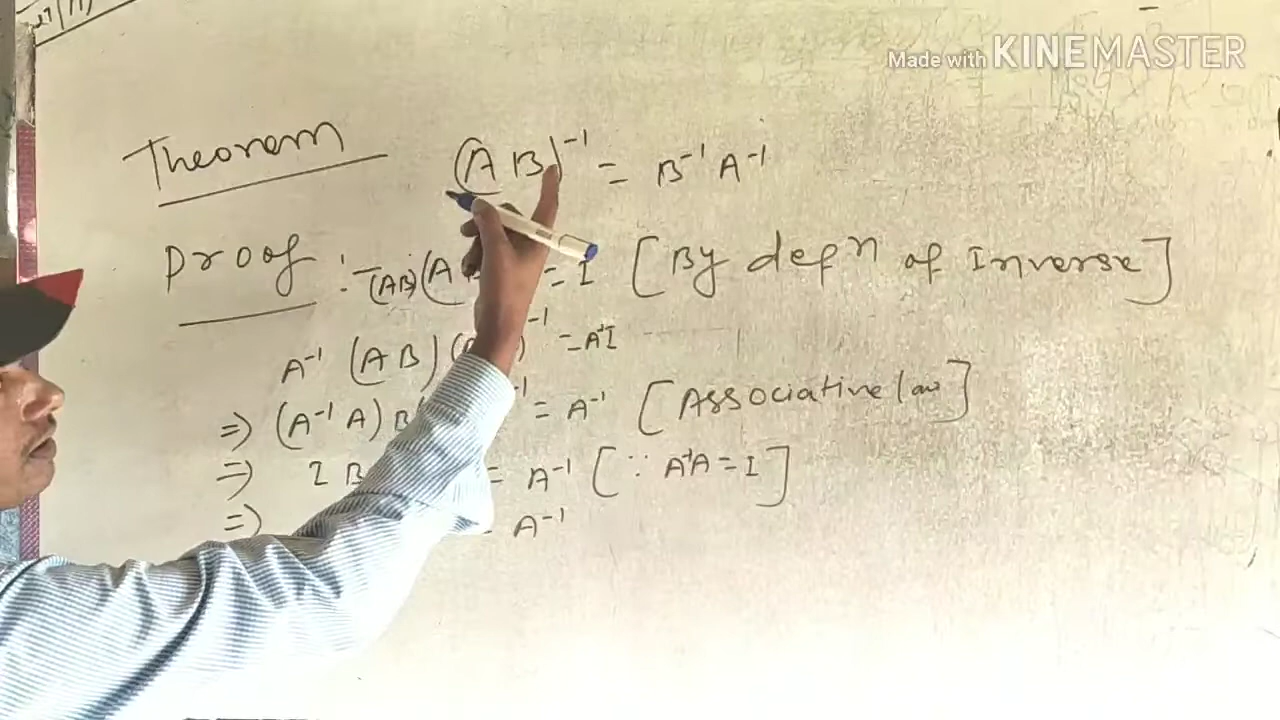 Made with KINEMASTER
Theorem (AB)⁻¹ = B⁻¹A⁻¹
Proof : (AB)(A = I [By defⁿ of Inverse]
A⁻¹ (AB)( )⁻¹ = A⁻¹I
=> (A⁻¹A)B = A⁻¹ [Associative law]
=> I B = A⁻¹ [∵ A⁻¹A = I]
=> = A⁻¹